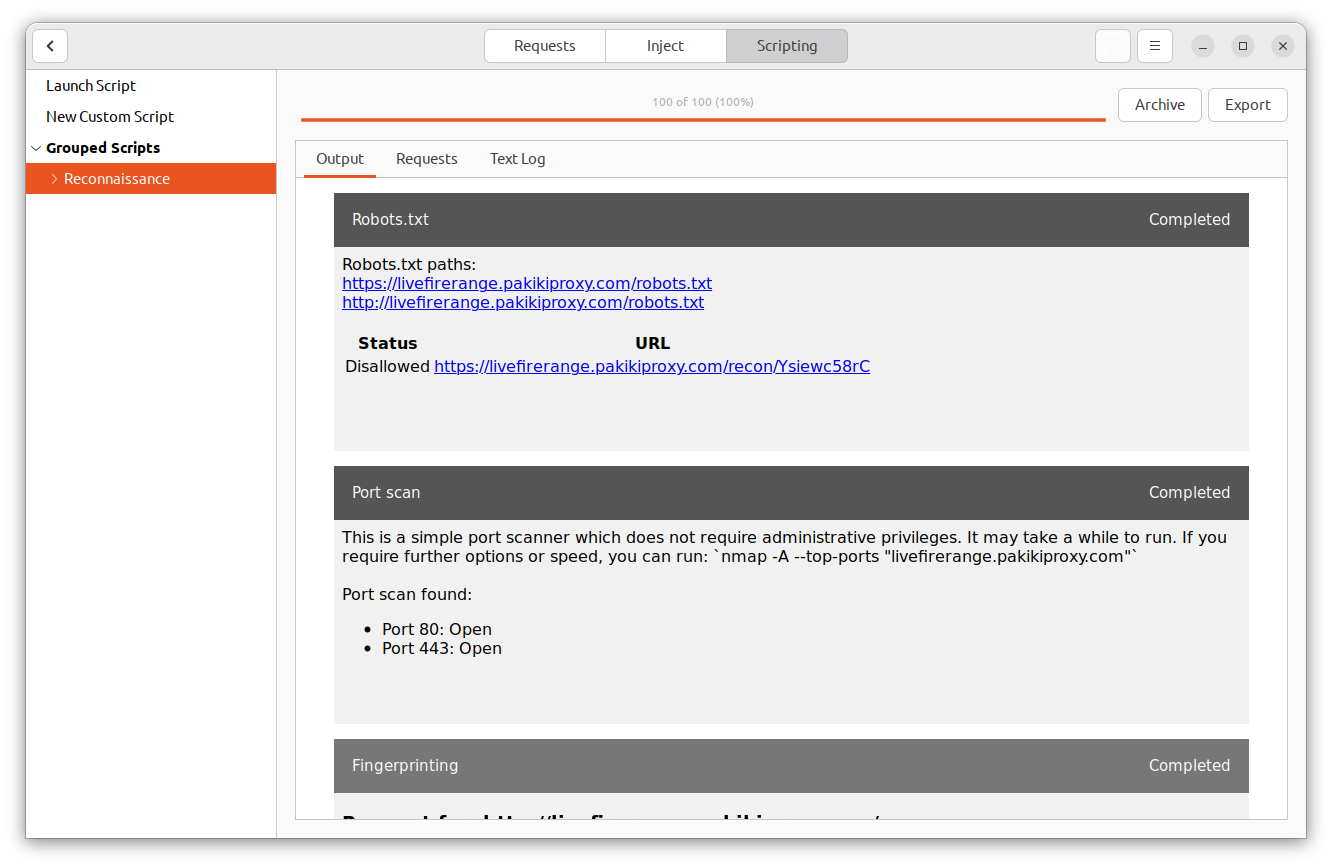 Requests Inject Scripting
Launch Script
New Custom Script
Grouped Scripts
Reconnaissance
100 of 100 (100%)
Archive Export
Output Requests Text Log
Robots.txt Completed
Robots.txt paths:
https://livefirerange.pakikiproxy.com/robots.txt
http://livefirerange.pakikiproxy.com/robots.txt
Status URL
Disallowed https://livefirerange.pakikiproxy.com/recon/Ysiewc58rC
Port scan Completed
This is a simple port scanner which does not require administrative privileges. It may take a while to run. If you
require further options or speed, you can run: `nmap -A --top-ports "livefirerange.pakikiproxy.com"`
Port scan found:
• Port 80: Open
• Port 443: Open
Fingerprinting Completed